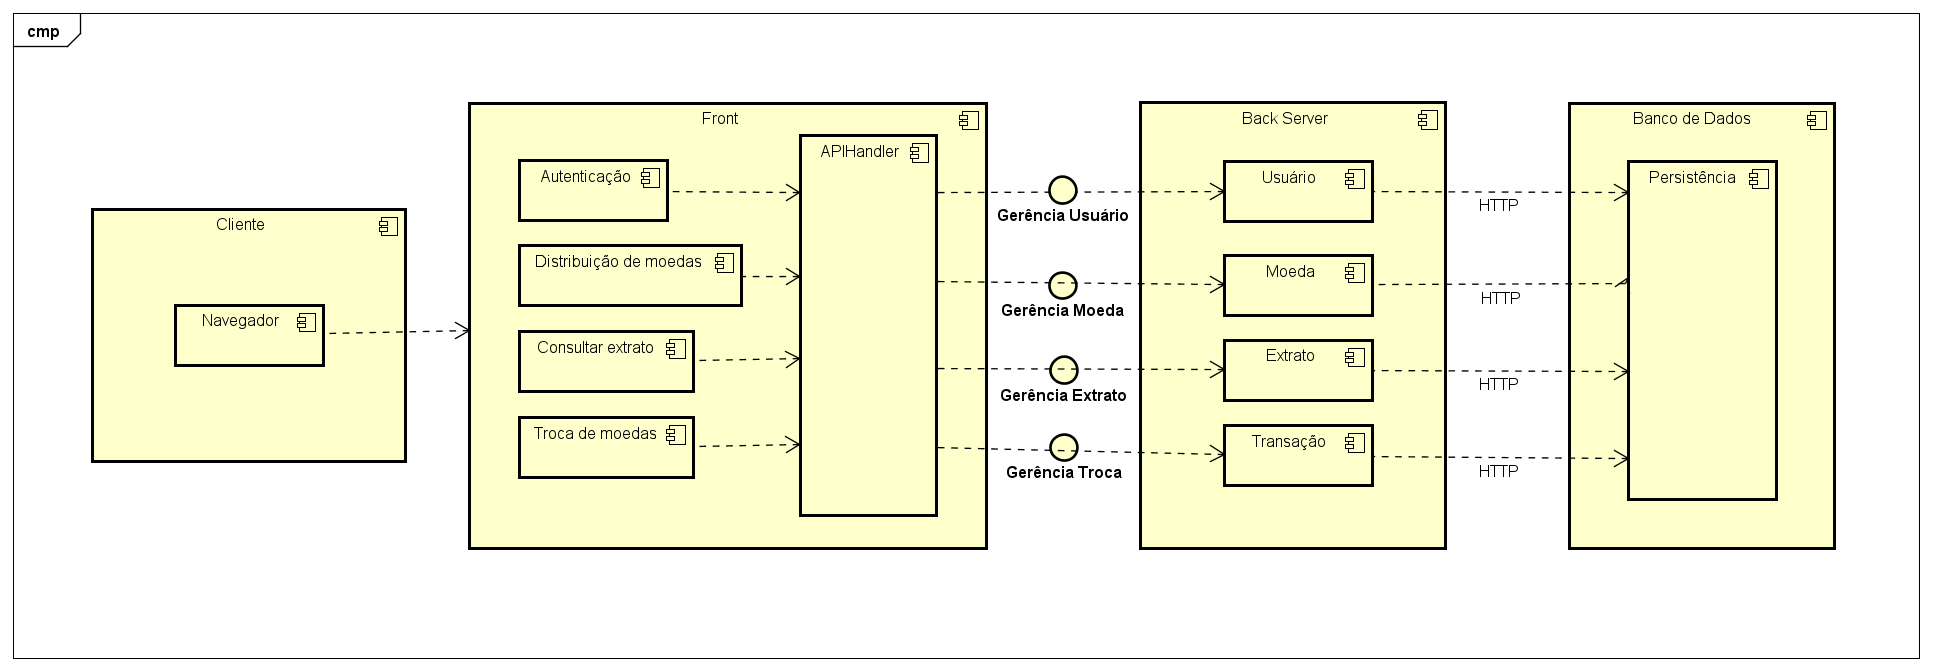 cmp
Cliente
Navegador
Front
Autenticação
Distribuição de moedas
Consultar extrato
Troca de moedas
APIHandler
Gerência Usuário
Gerência Moeda
Gerência Extrato
Gerência Troca
Back Server
Usuário
Moeda
Extrato
Transação
HTTP
HTTP
HTTP
HTTP
Banco de Dados
Persistência